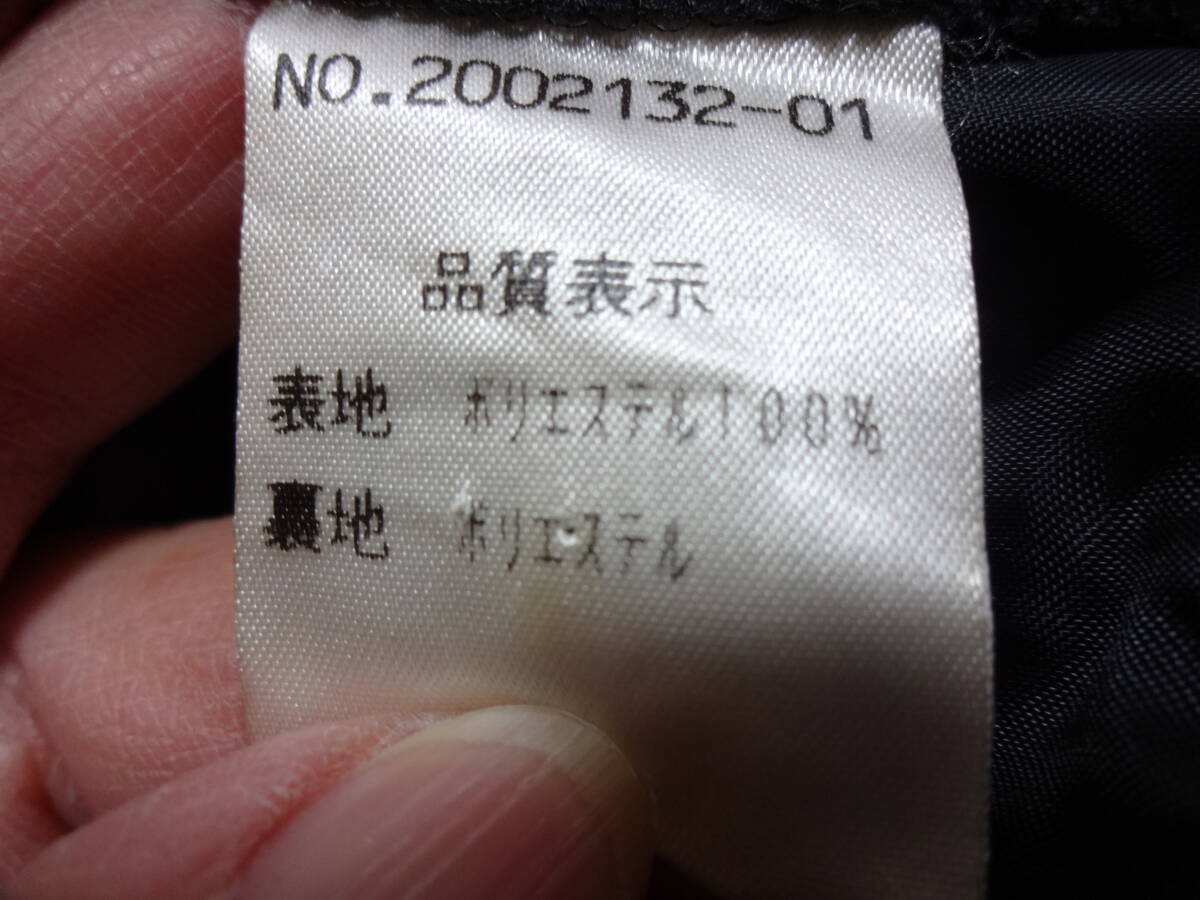 NO.2002132-01
品質表示
表地 ポリエステル100%
裏地 ポリエステル